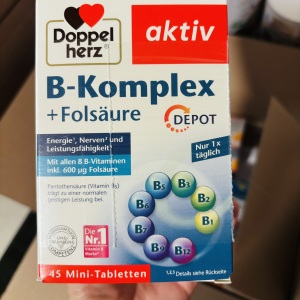 Doppel
herz®
aktiv
B-Komplex
+Folsäure
DEPOT
Energie¹, Nerven² und
Leistungsfähigkeit³
Nur 1x
täglich
Mit allen 8 B-Vitaminen
inkl. 600 µg Folsäure
Pantothensäure (Vitamin B₅)
trägt zu einer normalen
geistigen Leistung bei.
B₅
B₃
B₂
B₁
B₁₂
B₉
B₇
B₆
Die
Nr.1
45 Mini-Tabletten
1,2,3 Details siehe Rückseite